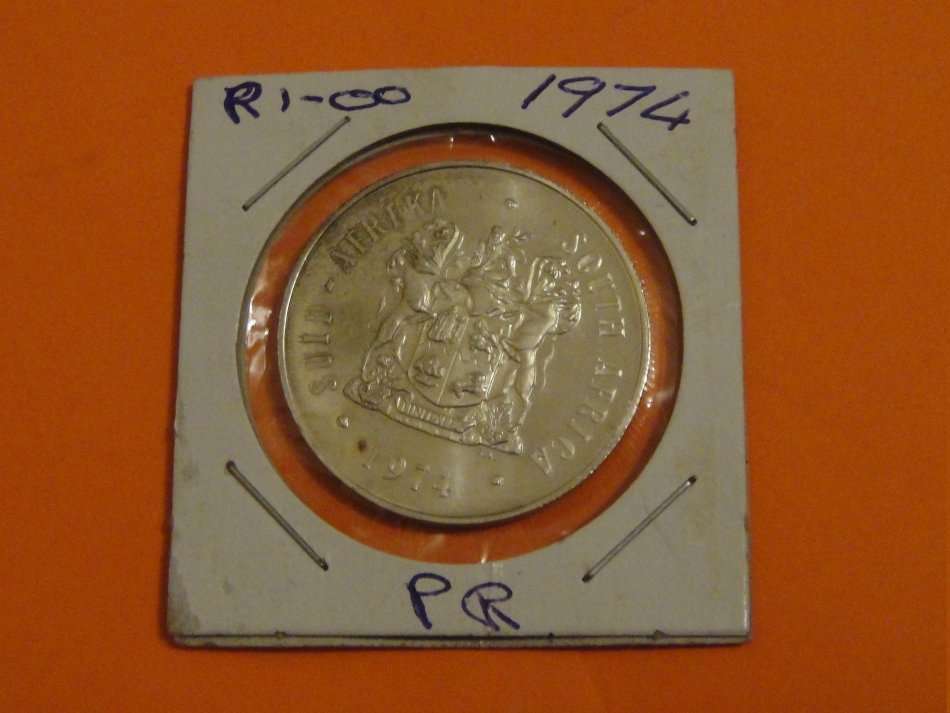 R1-00 1974
SUID-AFRIKA · SOUTH AFRICA
· 1974 ·
PR